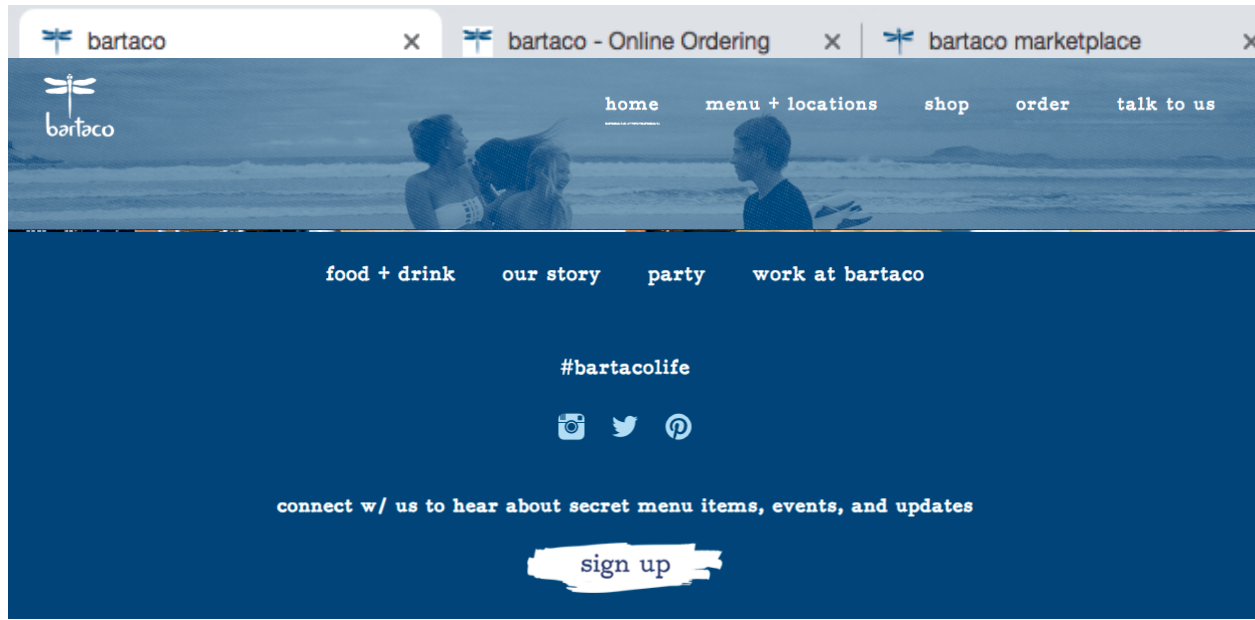 bartaco
bartaco - Online Ordering
bartaco marketplace
bartaco
home menu + locations shop order talk to us
food + drink our story party work at bartaco
#bartacolife
connect w/ us to hear about secret menu items, events, and updates
sign up